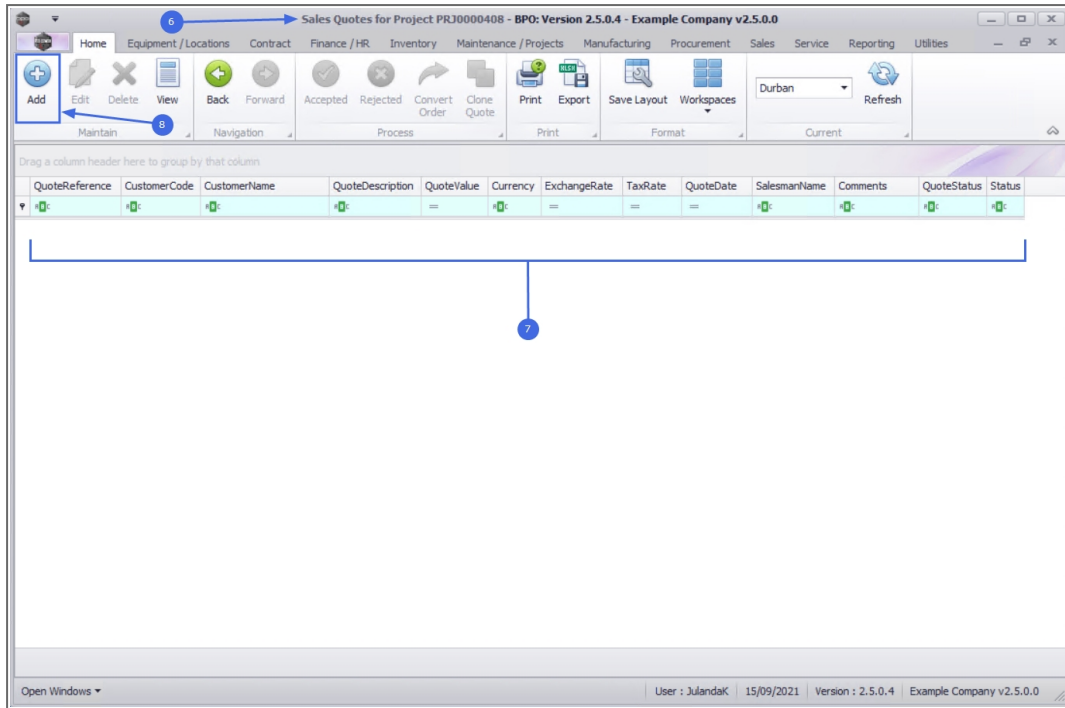 6
Sales Quotes for Project PRJ0000408 - BPO: Version 2.5.0.4 - Example Company v2.5.0.0
Home Equipment / Locations Contract Finance / HR Inventory Maintenance / Projects Manufacturing Procurement Sales Service Reporting Utilities
Add Edit Delete View Back Forward Accepted Rejected Convert Order Clone Quote Print Export Save Layout Workspaces Durban Refresh
8
Maintain Navigation Process Print Format Current
Drag a column header here to group by that column
QuoteReference CustomerCode CustomerName QuoteDescription QuoteValue Currency ExchangeRate TaxRate QuoteDate SalesmanName Comments QuoteStatus Status
7
Open Windows User : JulandaK 15/09/2021 Version : 2.5.0.4 Example Company v2.5.0.0